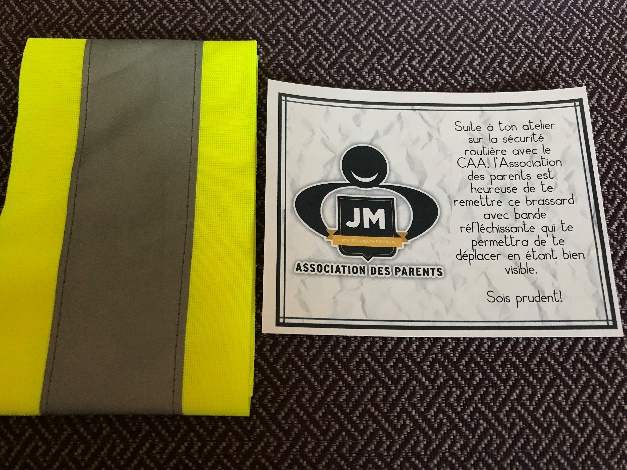 JM
ASSOCIATION DES PARENTS
Suite à ton atelier
sur la sécurité
routière avec le
CAA, l'Association
des parents est
heureuse de te
remettre ce brassard
avec bande
réfléchissante qui te
permettra de te
déplacer en étant bien
visible.
Sois prudent!